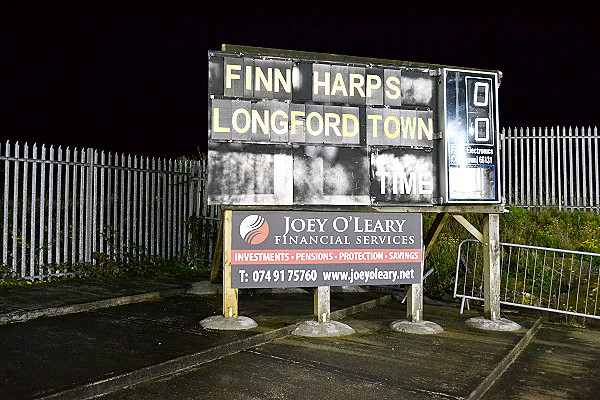 FINN HARPS 0
LONGFORD TOWN 0
TIME
JOEY O'LEARY
FINANCIAL SERVICES
INVESTMENTS • PENSIONS • PROTECTION • SAVINGS
T: 074 91 75760 www.joeyoleary.net